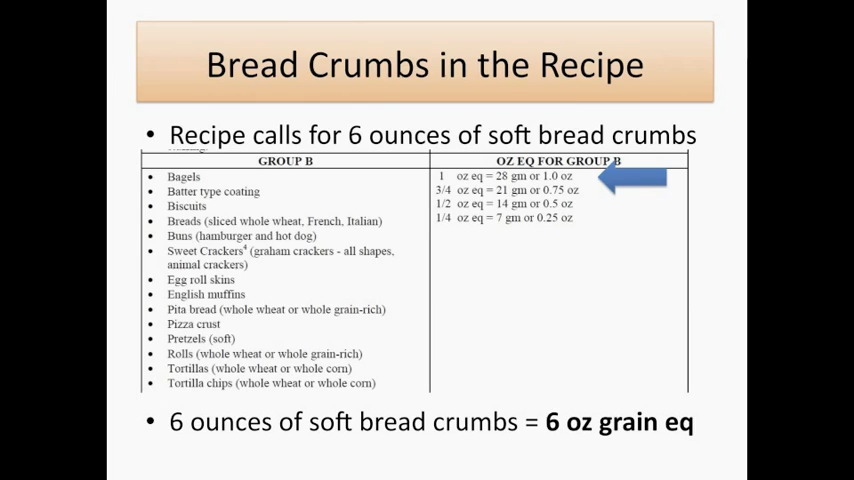 Bread Crumbs in the Recipe
• Recipe calls for 6 ounces of soft bread crumbs
GROUP B
OZ EQ FOR GROUP B
• Bagels
• Batter type coating
• Biscuits
• Breads (sliced whole wheat, French, Italian)
• Buns (hamburger and hot dog)
• Sweet Crackers⁴ (graham crackers - all shapes,
animal crackers)
• Egg roll skins
• English muffins
• Pita bread (whole wheat or whole grain-rich)
• Pizza crust
• Pretzels (soft)
• Rolls (whole wheat or whole grain-rich)
• Tortillas (whole wheat or whole corn)
• Tortilla chips (whole wheat or whole corn)
1 oz eq = 28 gm or 1.0 oz
3/4 oz eq = 21 gm or 0.75 oz
1/2 oz eq = 14 gm or 0.5 oz
1/4 oz eq = 7 gm or 0.25 oz
• 6 ounces of soft bread crumbs = 6 oz grain eq